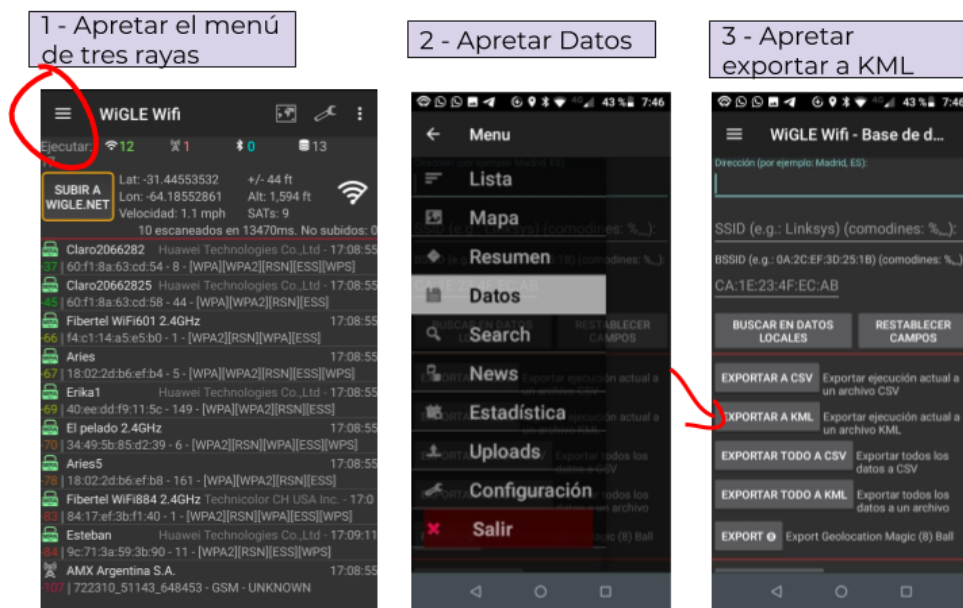 1 - Apretar el menú
de tres rayas
WiGLE Wifi
Ejecutar: 12 1 0 13
17
SUBIR A
WIGLE.NET
Lat: -31.44553532 +/- 44 ft
Lon: -64.18552861 Alt: 1,594 ft
Velocidad: 1.1 mph SATs: 9
10 escaneados en 13470ms. No subidos: 0
Claro2066282 Huawei Technologies Co.,Ltd - 17:08:55
-37 | 60:f1:8a:63:cd:54 - 8 - [WPA][WPA2][RSN][ESS][WPS]
Claro20662825 Huawei Technologies Co.,Ltd - 17:08:55
-45 | 60:f1:8a:63:cd:58 - 44 - [WPA][WPA2][RSN][ESS]
Fibertel WiFi601 2.4GHz 17:08:55
-66 | f4:c1:14:a5:e5:b0 - 1 - [WPA2][RSN][WPA][ESS]
Aries 17:08:55
-67 | 18:02:2d:b6:ef:b4 - 5 - [WPA][WPA2][RSN][ESS]
Erika1 Huawei Technologies Co.,Ltd - 17:08:55
-69 | 40:ee:dd:f9:11:5c - 149 - [WPA][WPA2][RSN][ESS]
El pelado 2.4GHz 17:08:55
-70 | 34:49:5b:85:d2:39 - 6 - [WPA2][RSN][WPA][ESS][WPS]
Aries5 17:08:55
-78 | 18:02:2d:b6:ef:b8 - 161 - [WPA][WPA2][RSN][ESS]
Fibertel WiFi884 2.4GHz Technicolor CH USA Inc. - 17:0
-83 | 84:17:ef:3b:f1:40 - 1 - [WPA2][RSN][WPA][ESS][WPS]
Esteban Huawei Technologies Co.,Ltd - 17:09:11
-84 | 9c:71:3a:59:3b:90 - 11 - [WPA2][RSN][ESS][WPS]
AMX Argentina S.A. 17:08:55
-107 | 722310_51143_648453 - GSM - UNKNOWN
2 - Apretar Datos
4G 43 % 7:46
Menu
Lista
Mapa
Resumen
Datos
Search
News
Estadística
Uploads
Configuración
Salir
3 - Apretar
exportar a KML
4G 43 % 7:46
WiGLE Wifi - Base de d...
Dirección (por ejemplo: Madrid, ES):
SSID (e.g.: Linksys) (comodines: %,_):
BSSID (e.g.: 0A:2C:EF:3D:25:1B) (comodines: %,_):
CA:1E:23:4F:EC:AB
BUSCAR EN DATOS
LOCALES
RESTABLECER
CAMPOS
EXPORTAR A CSV Exportar ejecución actual a
un archivo CSV
EXPORTAR A KML Exportar ejecución actual a
un archivo KML
EXPORTAR TODO A CSV Exportar todos los
datos a CSV
EXPORTAR TODO A KML Exportar todos los
datos a un archivo
EXPORT Export Geolocation Magic (8) Ball